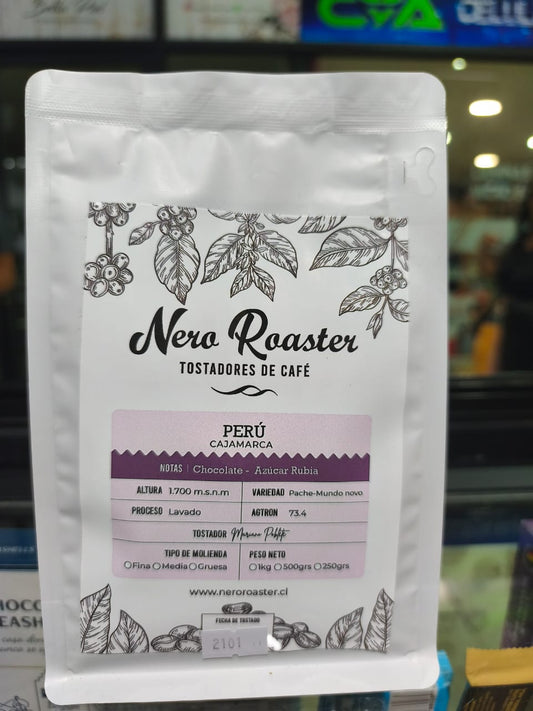 Nero Roaster
TOSTADORES DE CAFÉ
PERÚ
CAJAMARCA
NOTAS | Chocolate - Azúcar Rubia
ALTURA 1.700 m.s.n.m
VARIEDAD Pache-Mundo novo
PROCESO Lavado
AGTRON 73.4
TOSTADOR Mariano Poblete
TIPO DE MOLIENDA
Fina Media Gruesa
PESO NETO
1kg 500grs 250grs
www.neroroaster.cl
FECHA DE TOSTADO
2101